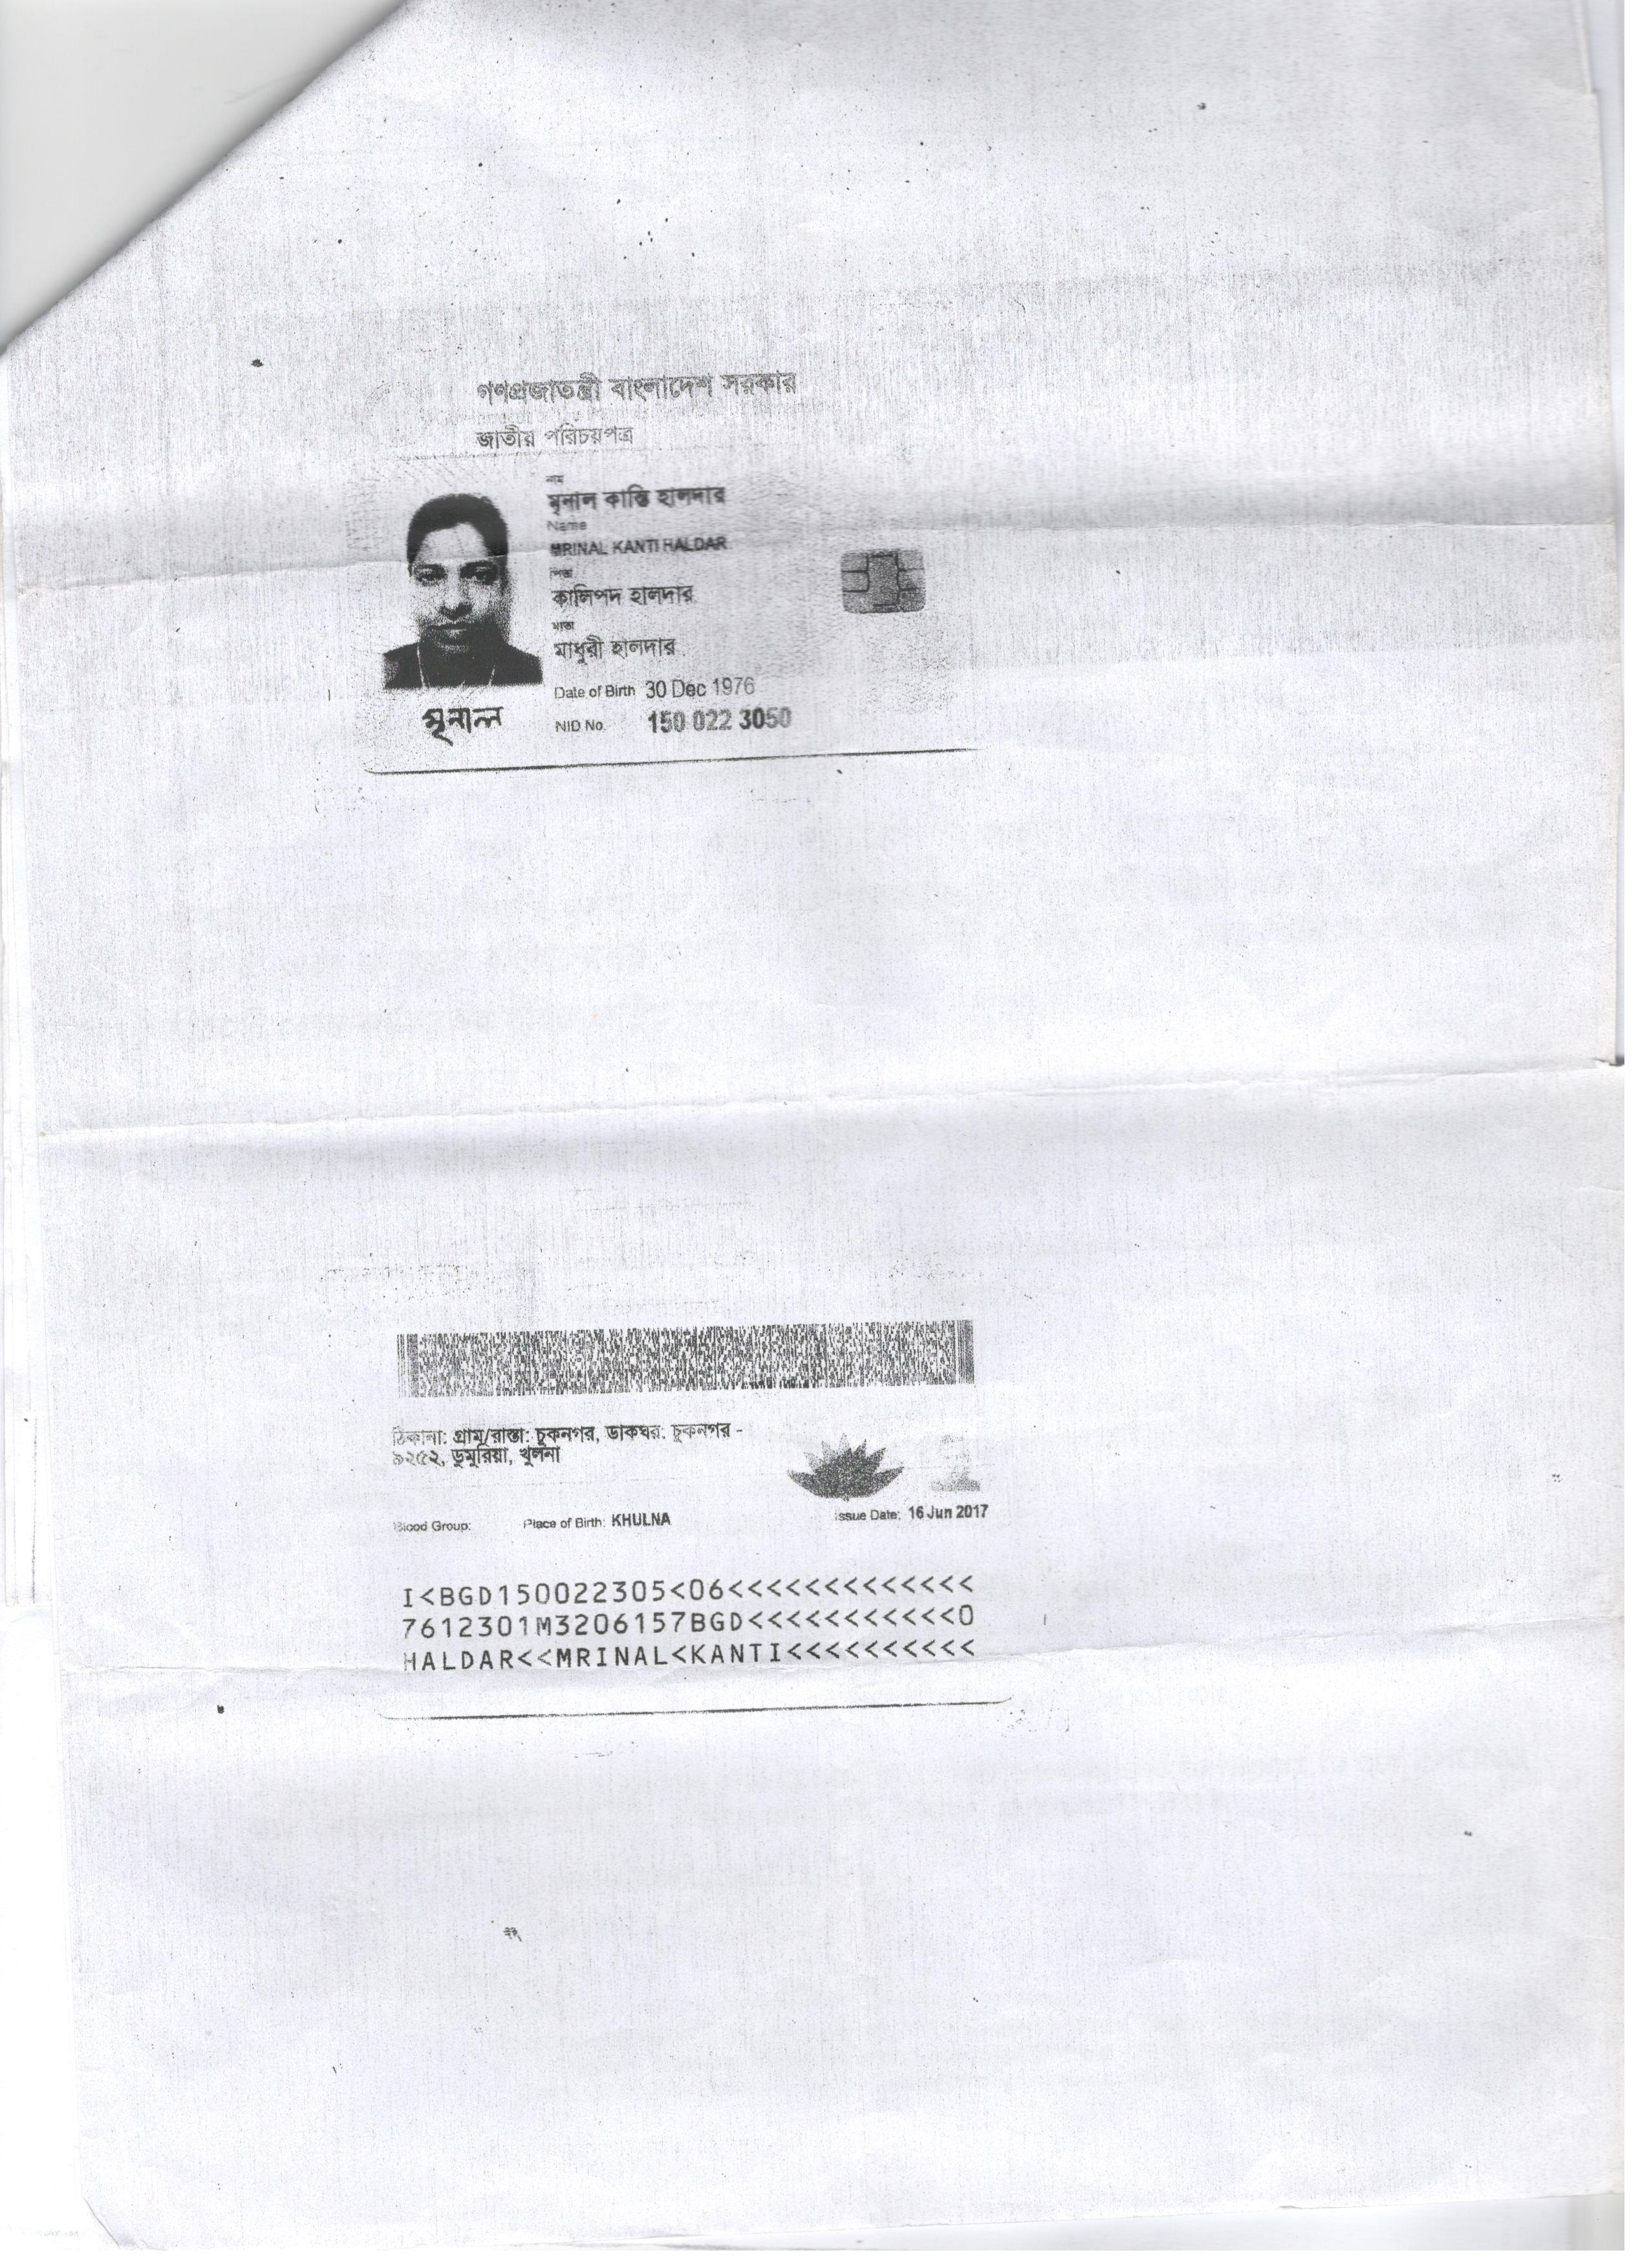 গণপ্রজাতন্ত্রী বাংলাদেশ সরকার
জাতীয় পরিচয়পত্র
নাম
মৃনাল কান্তি হালদার
Name
MRINAL KANTI HALDAR
পিতা
কালিপদ হালদার
মাতা
মাধুরী হালদার
Date of Birth 30 Dec 1976
মৃনাল
NID No. 150 022 3050
ঠিকানা: গ্রাম/রাস্তা: চুকনগর, ডাকঘর: চুকনগর -
৯২৫২, ডুমুরিয়া, খুলনা
Blood Group: Place of Birth: KHULNA Issue Date: 16 Jun 2017
I<BGD150022305<06<<<<<<<<<<<<<
7612301M3206157BGD<<<<<<<<<<<0
HALDAR<<MRINAL<KANTI<<<<<<<<<<